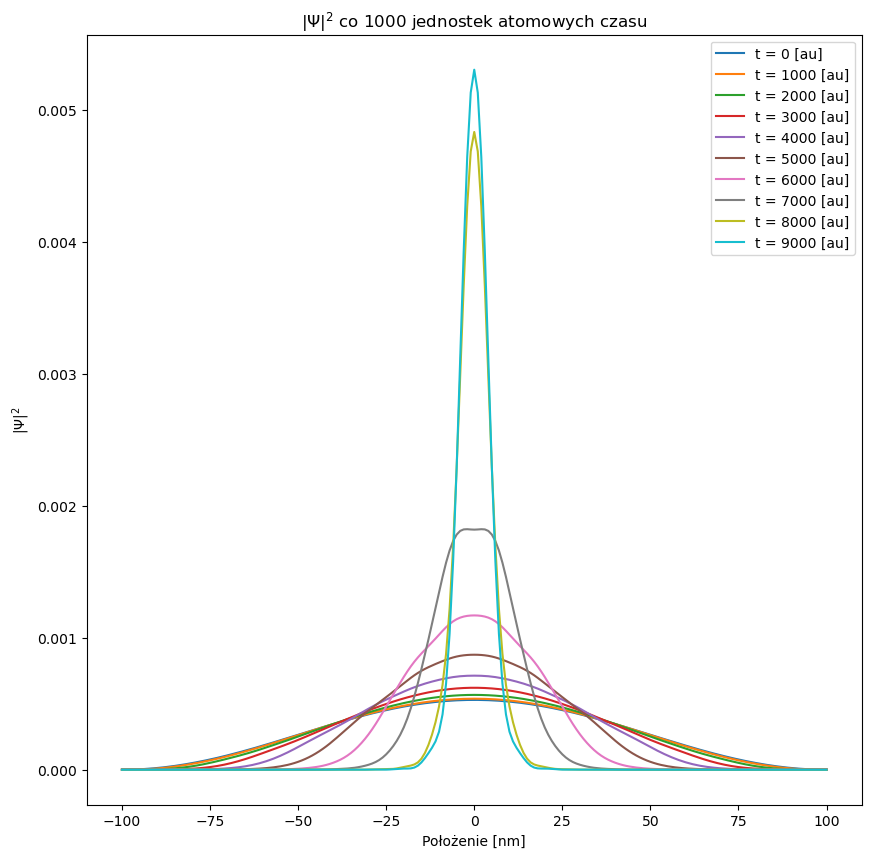 |Ψ|² co 1000 jednostek atomowych czasu
t = 0 [au]
t = 1000 [au]
t = 2000 [au]
t = 3000 [au]
t = 4000 [au]
t = 5000 [au]
t = 6000 [au]
t = 7000 [au]
t = 8000 [au]
t = 9000 [au]
|Ψ|²
0.005
0.004
0.003
0.002
0.001
0.000
−100
−75
−50
−25
0
25
50
75
100
Położenie [nm]